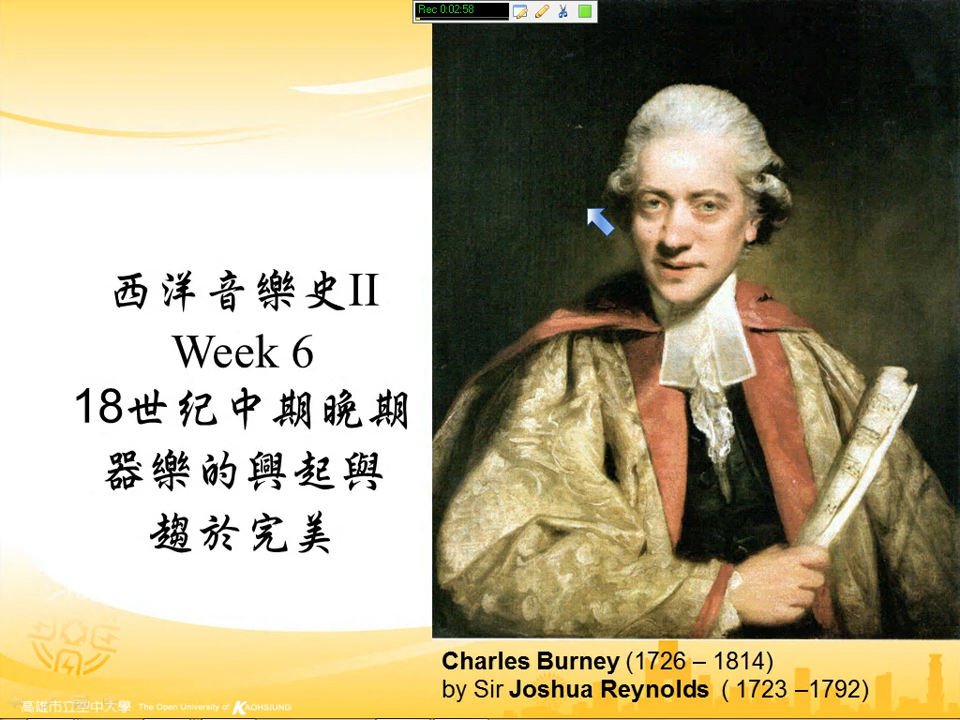 Rec 0:02:58
西洋音樂史II
Week 6
18世纪中期晚期
器樂的興起與
趨於完美
Charles Burney (1726 – 1814)
by Sir Joshua Reynolds ( 1723 –1792)
高雄市立空中大學 The Open University of KAOHSIUNG